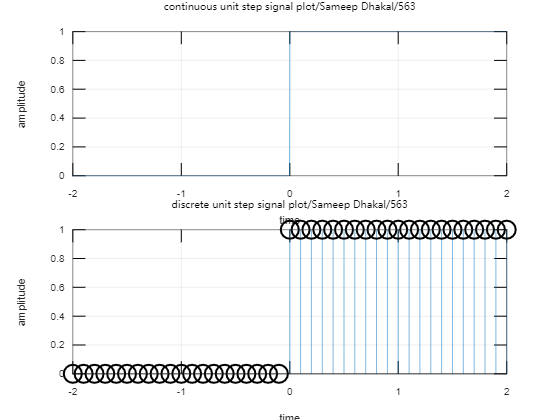 continuous unit step signal plot/Sameep Dhakal/563
1
0.8
0.6
0.4
0.2
0
amplitude
-2 -1 0 1 2
time
discrete unit step signal plot/Sameep Dhakal/563
1
0.8
0.6
0.4
0.2
0
amplitude
-2 -1 0 1 2
time